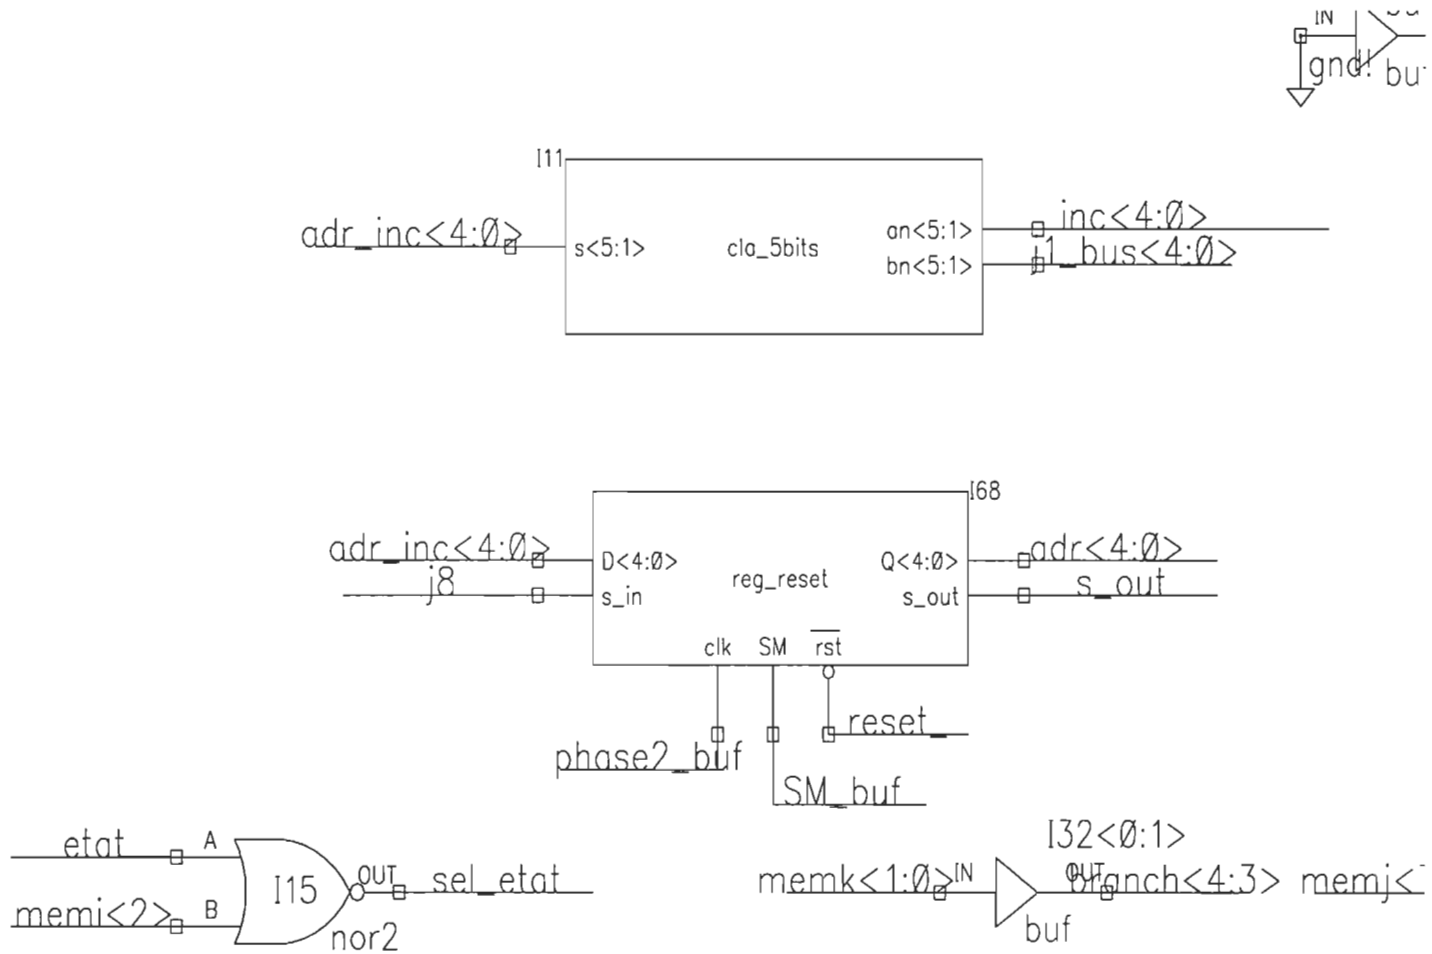 IN
gnd!
I11
adr_inc<4:0>
s<5:1>
cla_5bits
an<5:1>
bn<5:1>
inc<4:0>
j1_bus<4:0>
I68
adr_inc<4:0>
j8
D<4:0>
s_in
reg_reset
Q<4:0>
s_out
adr<4:0>
s_out
clk SM rst
reset_
phase2_buf
SM_buf
etat
A
memi<2>
B
I15
OUT
sel_etat
nor2
I32<0:1>
memk<1:0>
IN
OUT
branch<4:3>
buf